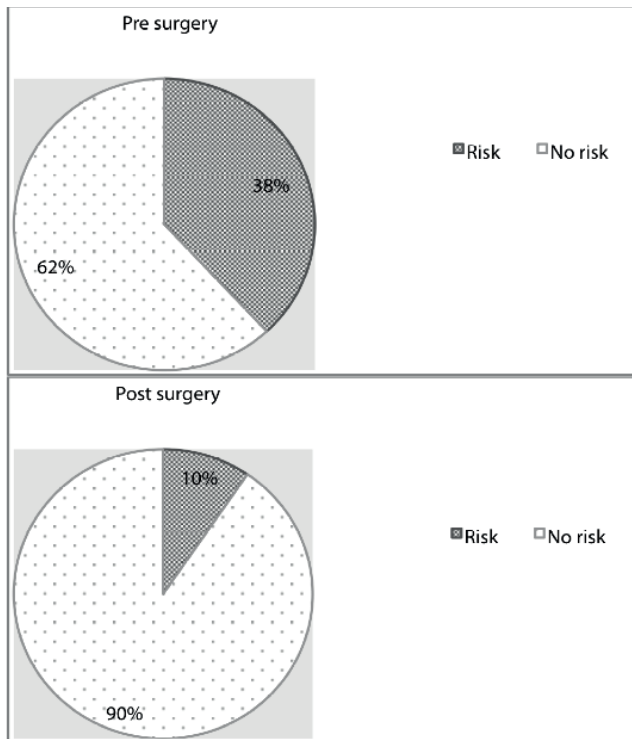 Pre surgery
Risk No risk
38%
62%
Post surgery
10%
Risk No risk
90%